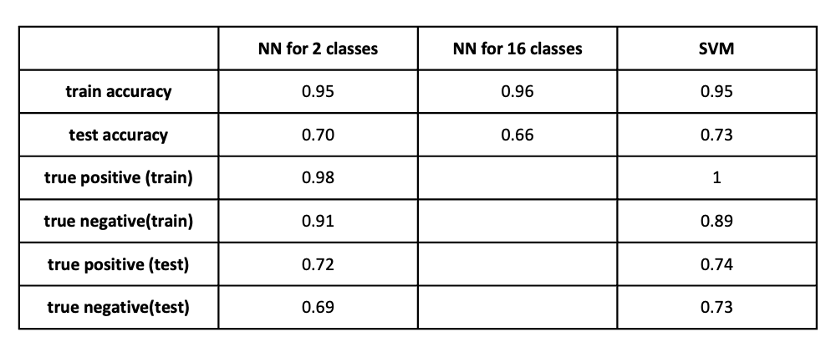 NN for 2 classes NN for 16 classes SVM
train accuracy 0.95 0.96 0.95
test accuracy 0.70 0.66 0.73
true positive (train) 0.98 1
true negative(train) 0.91 0.89
true positive (test) 0.72 0.74
true negative(test) 0.69 0.73